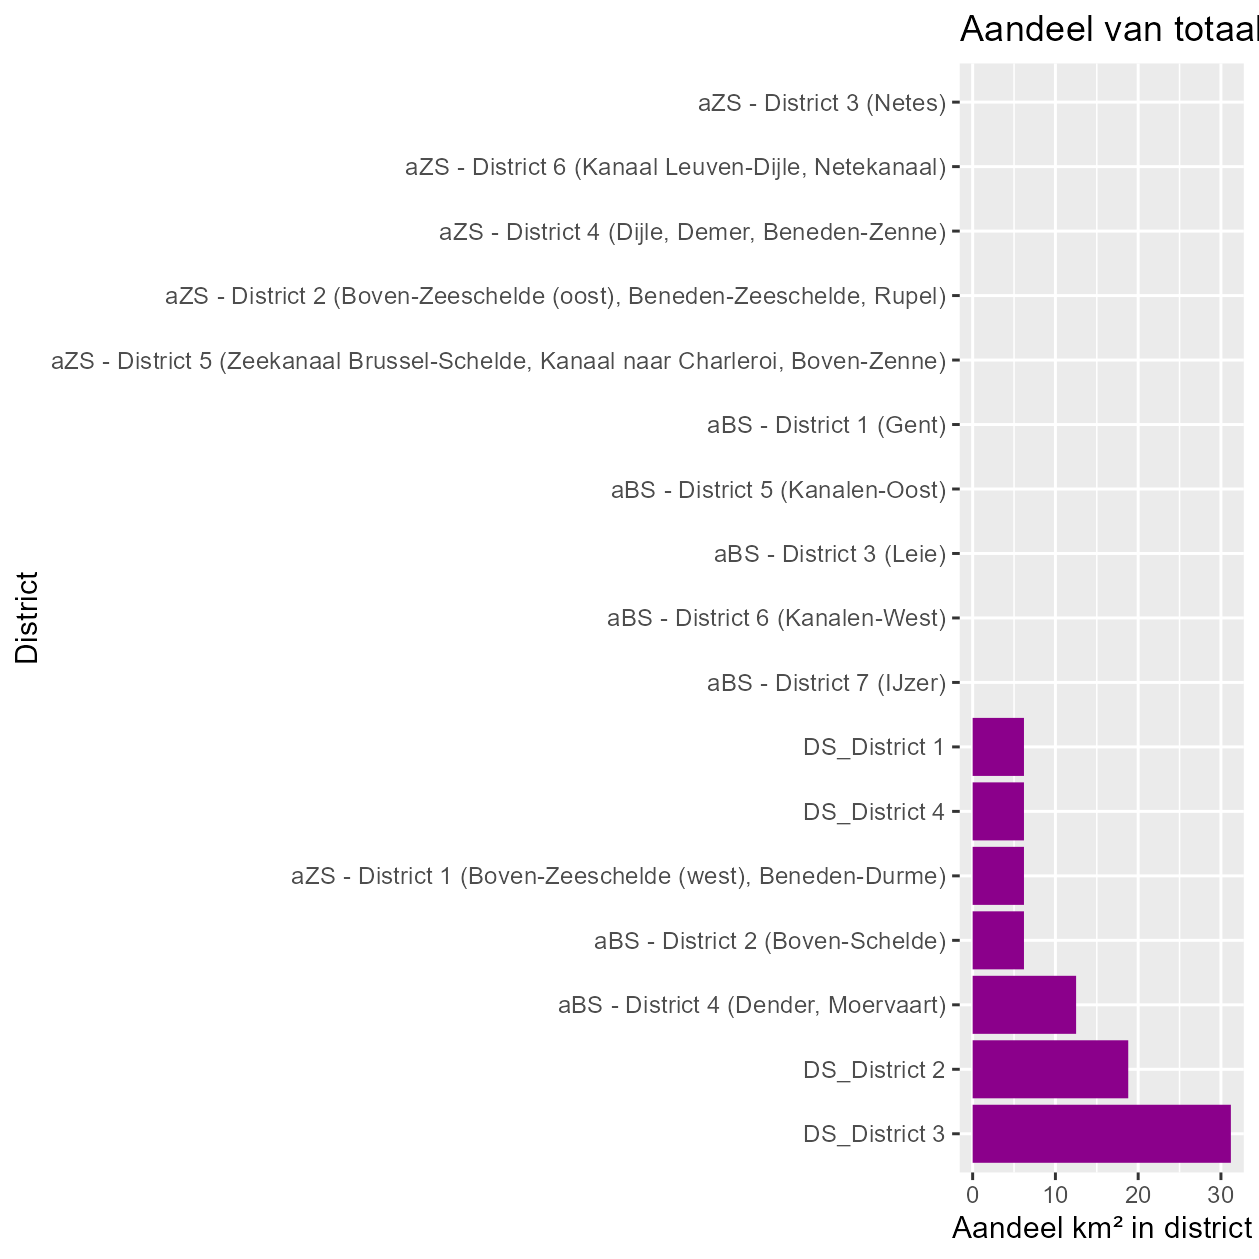 Aandeel van totaal
aZS - District 3 (Netes)
aZS - District 6 (Kanaal Leuven-Dijle, Netekanaal)
aZS - District 4 (Dijle, Demer, Beneden-Zenne)
aZS - District 2 (Boven-Zeeschelde (oost), Beneden-Zeeschelde, Rupel)
aZS - District 5 (Zeekanaal Brussel-Schelde, Kanaal naar Charleroi, Boven-Zenne)
aBS - District 1 (Gent)
aBS - District 5 (Kanalen-Oost)
aBS - District 3 (Leie)
aBS - District 6 (Kanalen-West)
aBS - District 7 (IJzer)
DS_District 1
DS_District 4
aZS - District 1 (Boven-Zeeschelde (west), Beneden-Durme)
aBS - District 2 (Boven-Schelde)
aBS - District 4 (Dender, Moervaart)
DS_District 2
DS_District 3
District
0 10 20 30
Aandeel km² in district